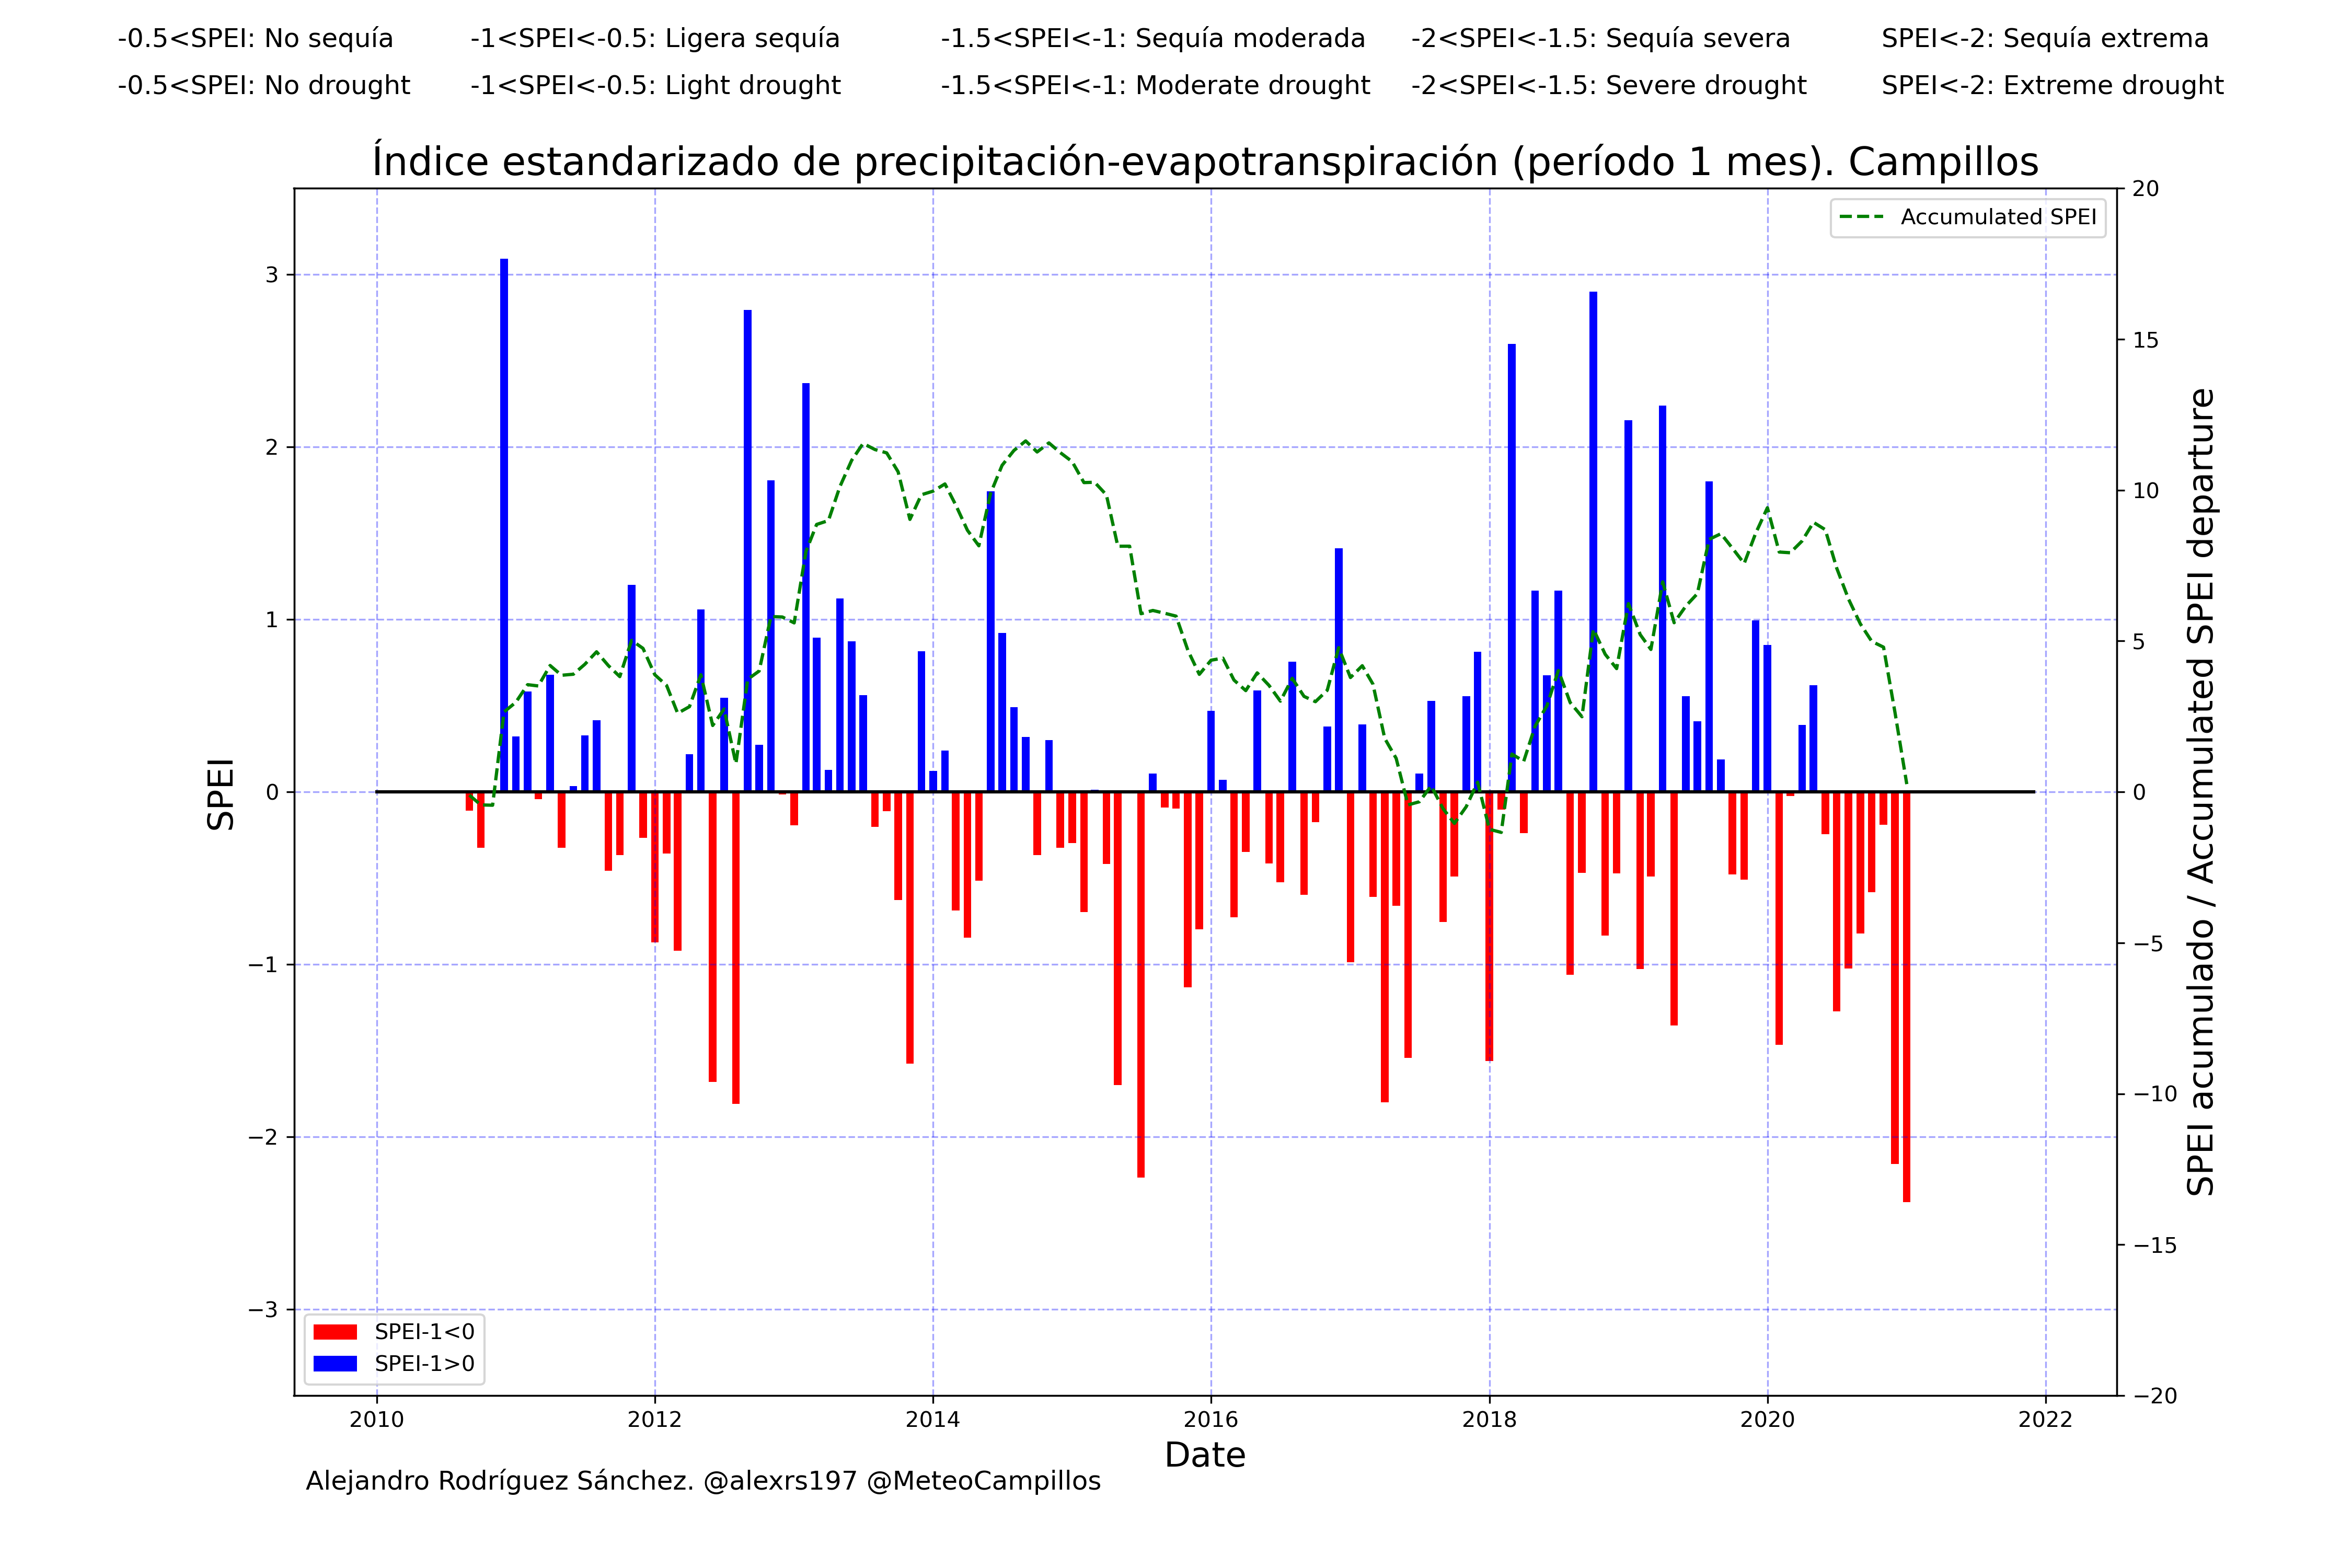 -0.5<SPEI: No sequía -1<SPEI<-0.5: Ligera sequía -1.5<SPEI<-1: Sequía moderada -2<SPEI<-1.5: Sequía severa SPEI<-2: Sequía extrema
-0.5<SPEI: No drought -1<SPEI<-0.5: Light drought -1.5<SPEI<-1: Moderate drought -2<SPEI<-1.5: Severe drought SPEI<-2: Extreme drought
Índice estandarizado de precipitación-evapotranspiración (período 1 mes). Campillos
Accumulated SPEI
SPEI
3
2
1
0
−1
−2
−3
20
15
10
5
0
−5
−10
−15
−20
SPEI acumulado / Accumulated SPEI departure
SPEI-1<0
SPEI-1>0
2010 2012 2014 2016 2018 2020 2022
Date
Alejandro Rodríguez Sánchez. @alexrs197 @MeteoCampillos